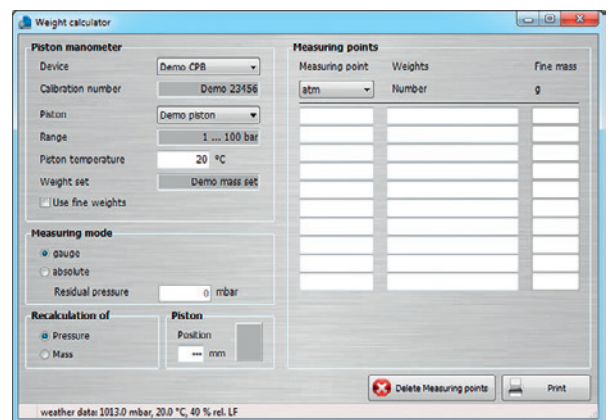 Weight calculator
Piston manometer
Device Demo CPB
Calibration number Demo 23456
Piston Demo piston
Range 1 ... 100 bar
Piston temperature 20 °C
Weight set Demo mass set
Use fine weights
Measuring mode
gauge
absolute
Residual pressure 0 mbar
Recalculation of
Pressure
Mass
Piston
Position
--- mm
Measuring points
Measuring point Weights Fine mass
atm Number g
Delete Measuring points Print
weather data: 1013.0 mbar, 20.0 °C, 40 % rel. LF